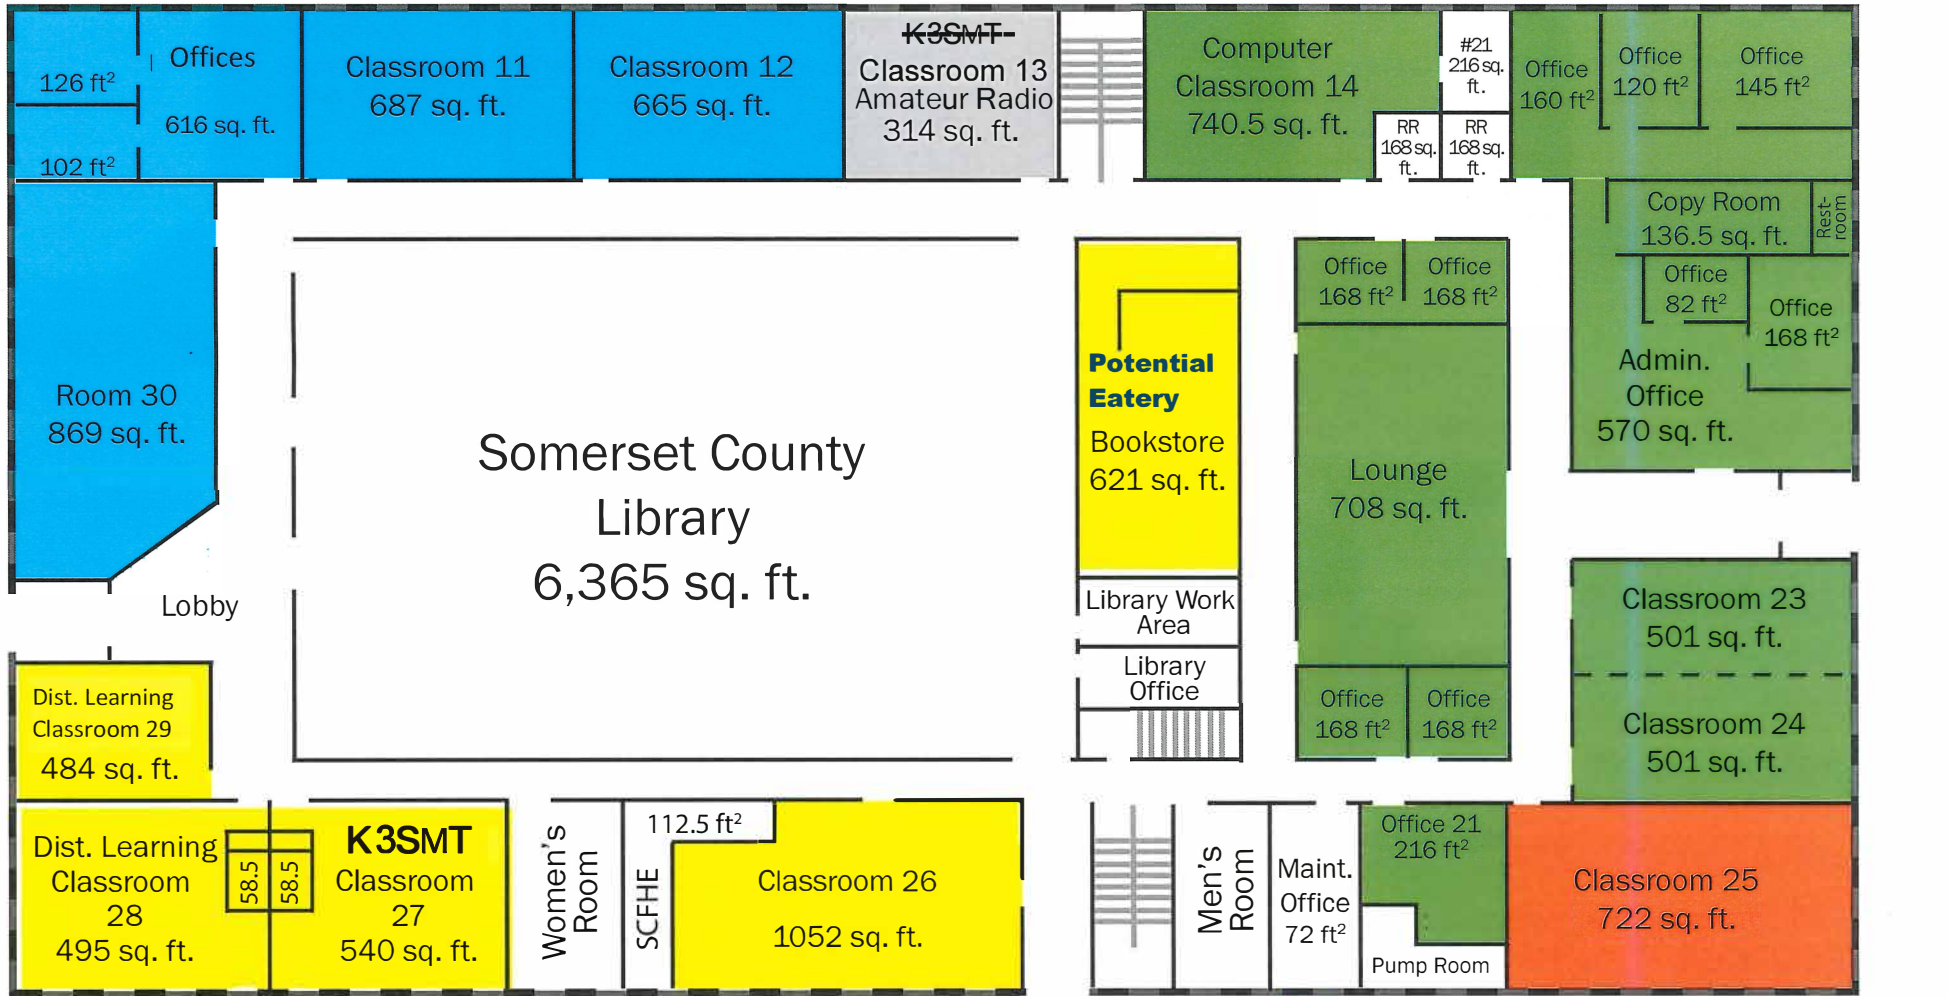 126 ft²
102 ft²
Offices
616 sq. ft.
Classroom 11
687 sq. ft.
Classroom 12
665 sq. ft.
K3SMT
Classroom 13
Amateur Radio
314 sq. ft.
Computer
Classroom 14
740.5 sq. ft.
#21
216 sq.
ft.
RR
168 sq.
ft.
RR
168 sq.
ft.
Office
160 ft²
Office
120 ft²
Office
145 ft²
Copy Room
136.5 sq. ft.
Rest-
room
Office
82 ft²
Office
168 ft²
Admin.
Office
570 sq. ft.
Room 30
869 sq. ft.
Somerset County
Library
6,365 sq. ft.
Potential
Eatery
Bookstore
621 sq. ft.
Office
168 ft²
Office
168 ft²
Lounge
708 sq. ft.
Lobby
Library Work
Area
Library
Office
Office
168 ft²
Office
168 ft²
Classroom 23
501 sq. ft.
Classroom 24
501 sq. ft.
Dist. Learning
Classroom 29
484 sq. ft.
Dist. Learning
Classroom
28
495 sq. ft.
58.5
58.5
K3SMT
Classroom
27
540 sq. ft.
Women's
Room
SCFHE
112.5 ft²
Classroom 26
1052 sq. ft.
Men's
Room
Maint.
Office
72 ft²
Office 21
216 ft²
Pump Room
Classroom 25
722 sq. ft.